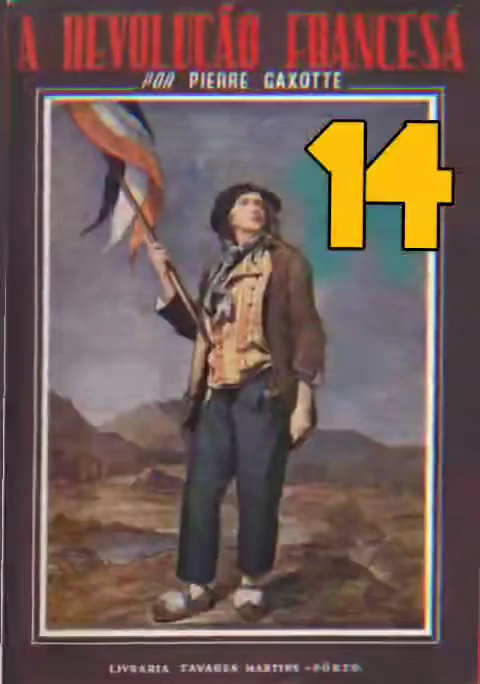 A REVOLUÇÃO FRANCESA
POR PIERRE GAXOTTE
14
LIVRARIA TAVARES MARTINS - PÔRTO.